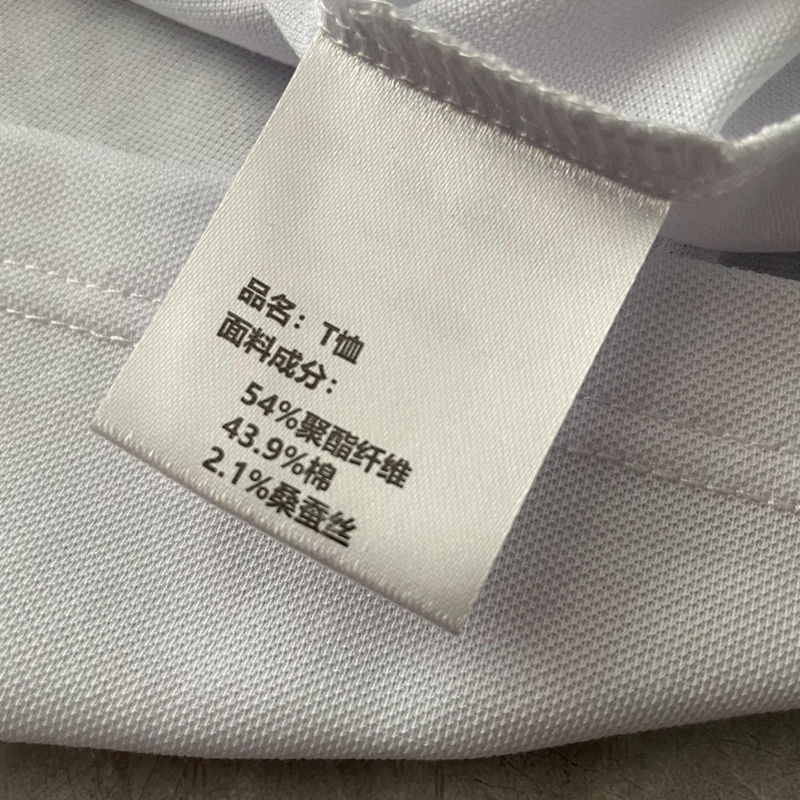 品名：T恤
面料成分：
54%聚酯纤维
43.9%棉
2.1%桑蚕丝